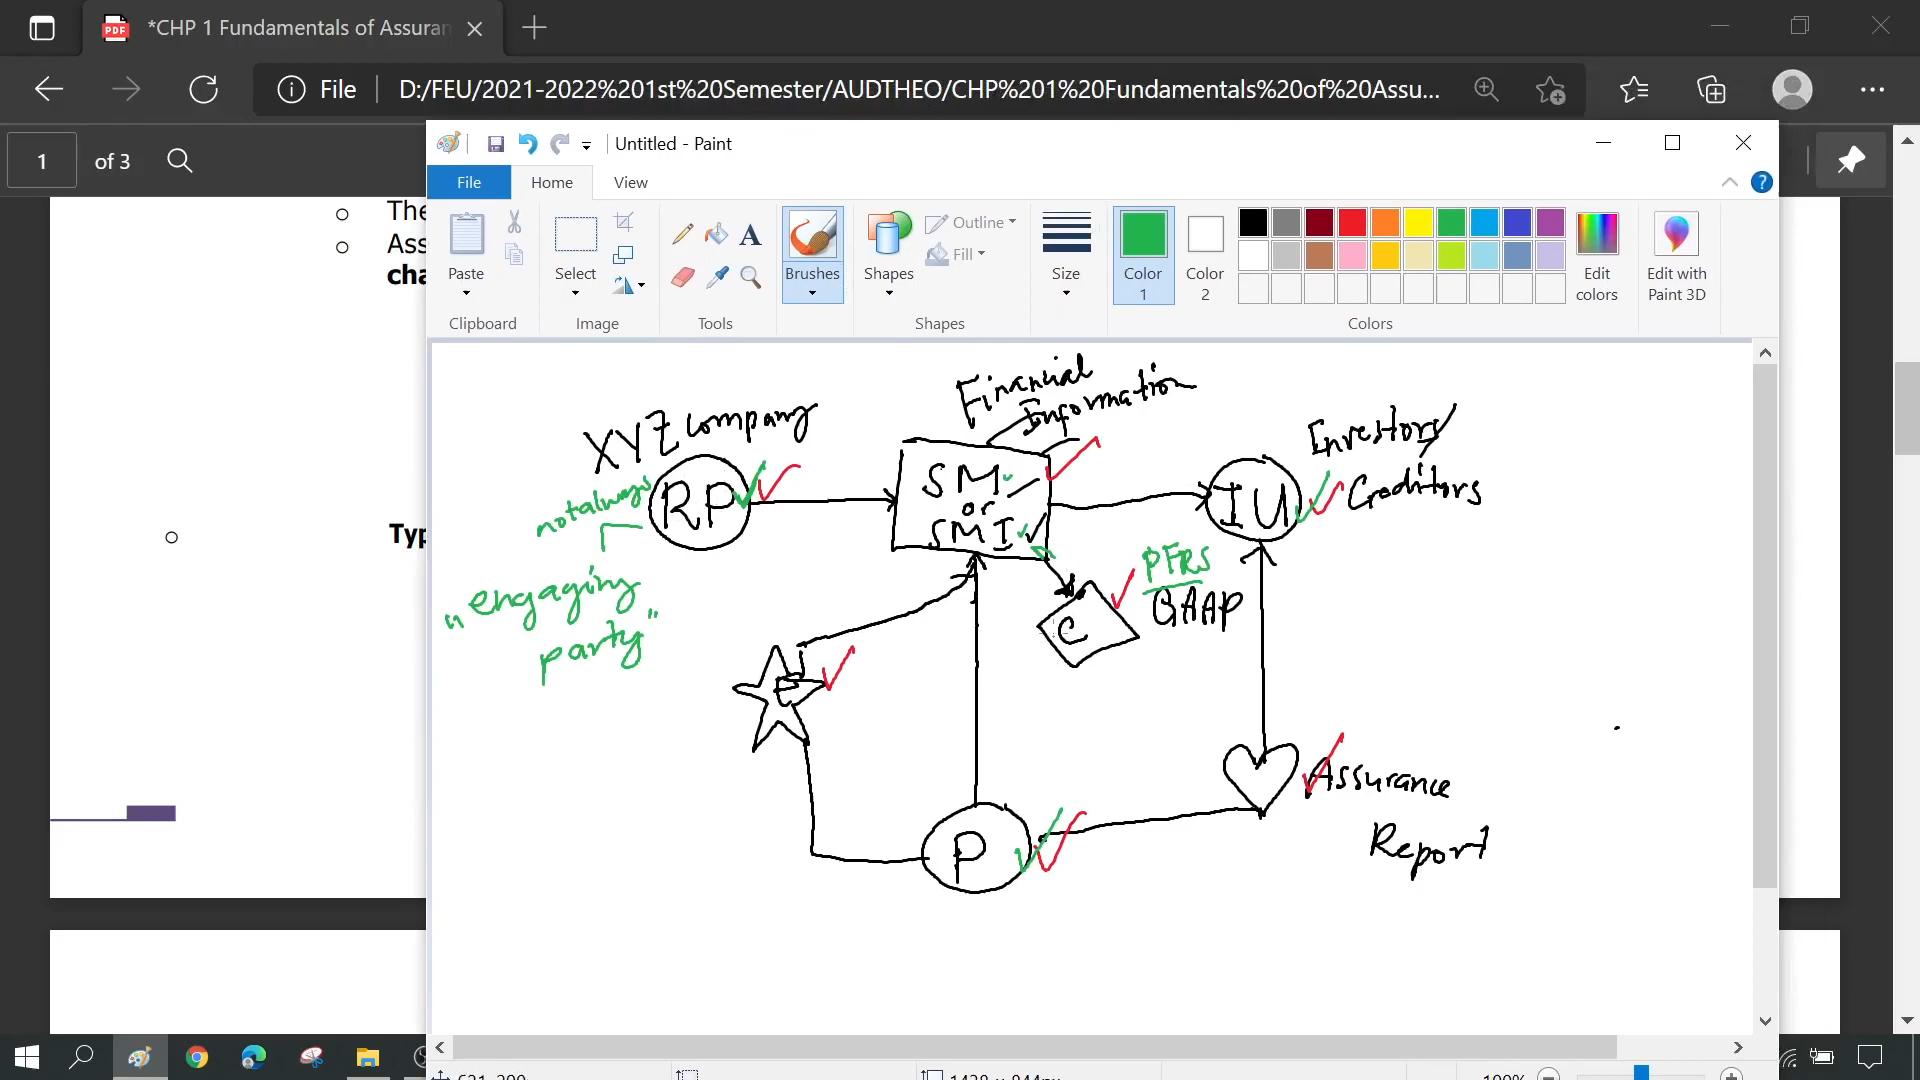 *CHP 1 Fundamentals of Assuran
File
D:/FEU/2021-2022%201st%20Semester/AUDTHEO/CHP%201%20Fundamentals%20of%20Assu...
1 of 3
The
Ass
cha
Typ
Untitled - Paint
File Home View
Paste
Select
Brushes
Shapes
Outline
Fill
Size
Color
1
Color
2
Edit
colors
Edit with
Paint 3D
Clipboard
Image
Tools
Shapes
Colors
Financial
Information
XYZ company
Investors/
Creditors
RP
SM
or
SMI
IU
not always
"engaging
party"
PFRS
GAAP
C
E
P
Assurance
Report